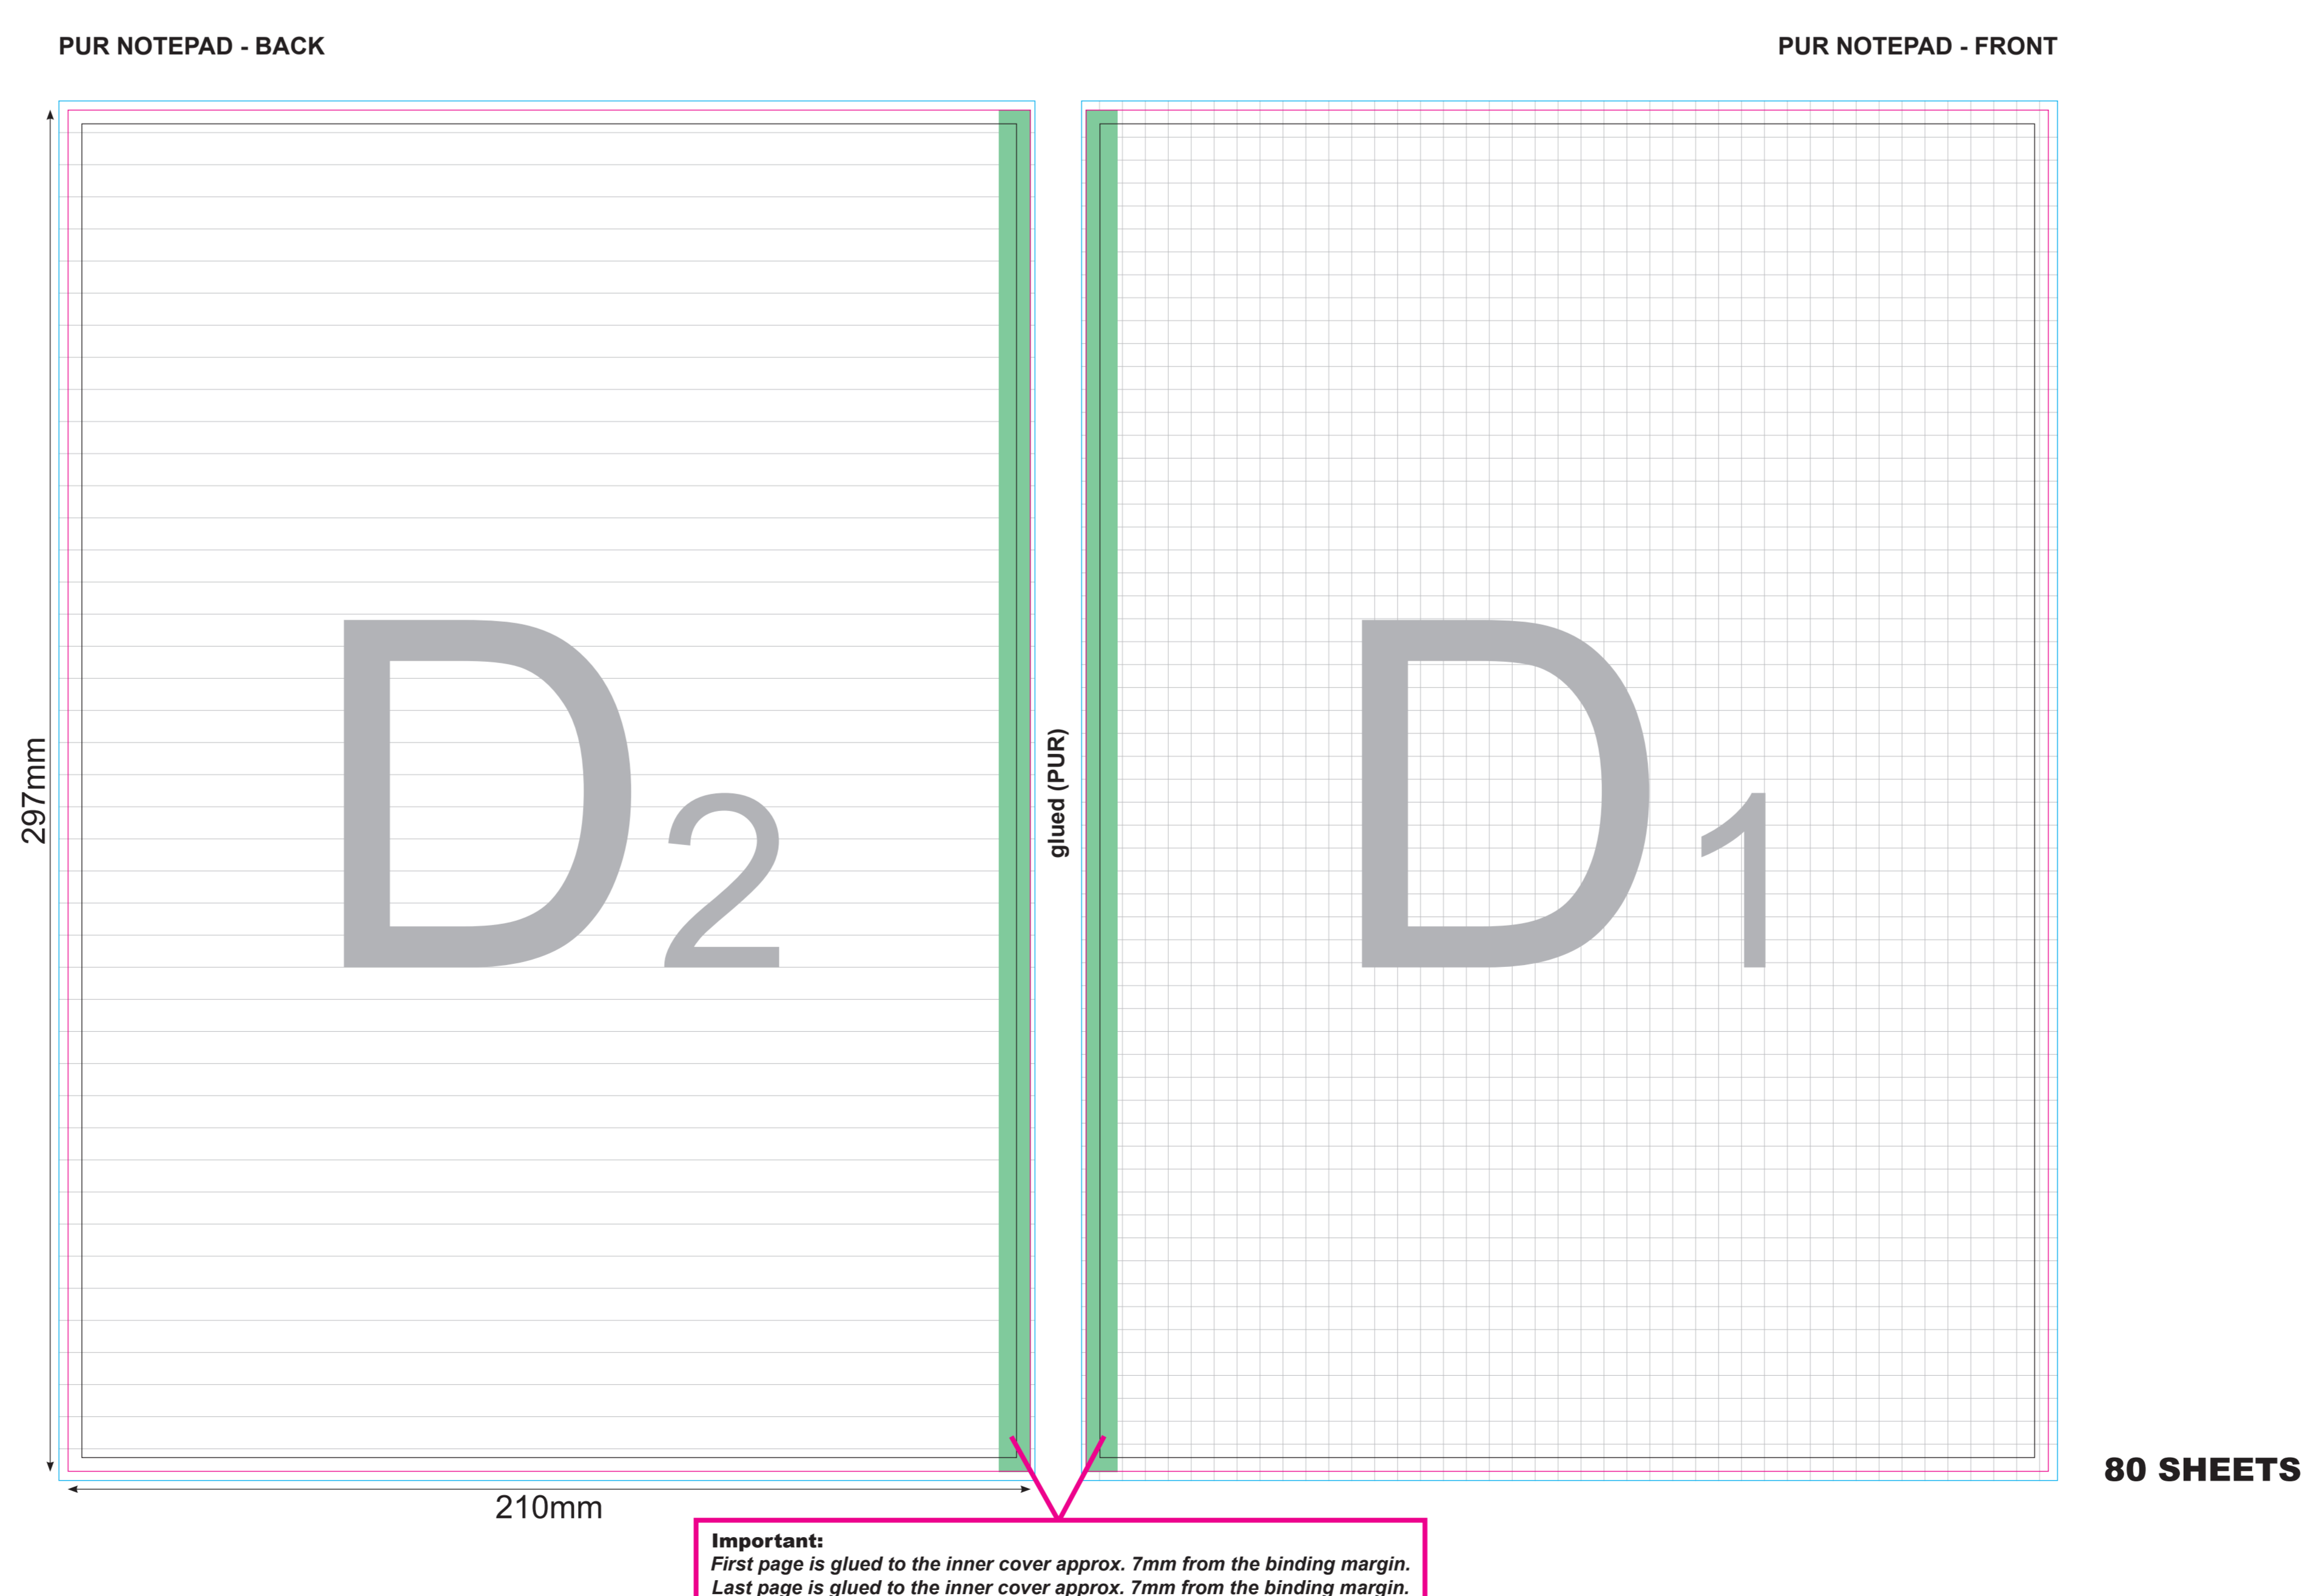 PUR NOTEPAD - BACK
PUR NOTEPAD - FRONT
297mm
D2
glued (PUR)
D1
80 SHEETS
210mm
Important:
First page is glued to the inner cover approx. 7mm from the binding margin.
Last page is glued to the inner cover approx. 7mm from the binding margin.